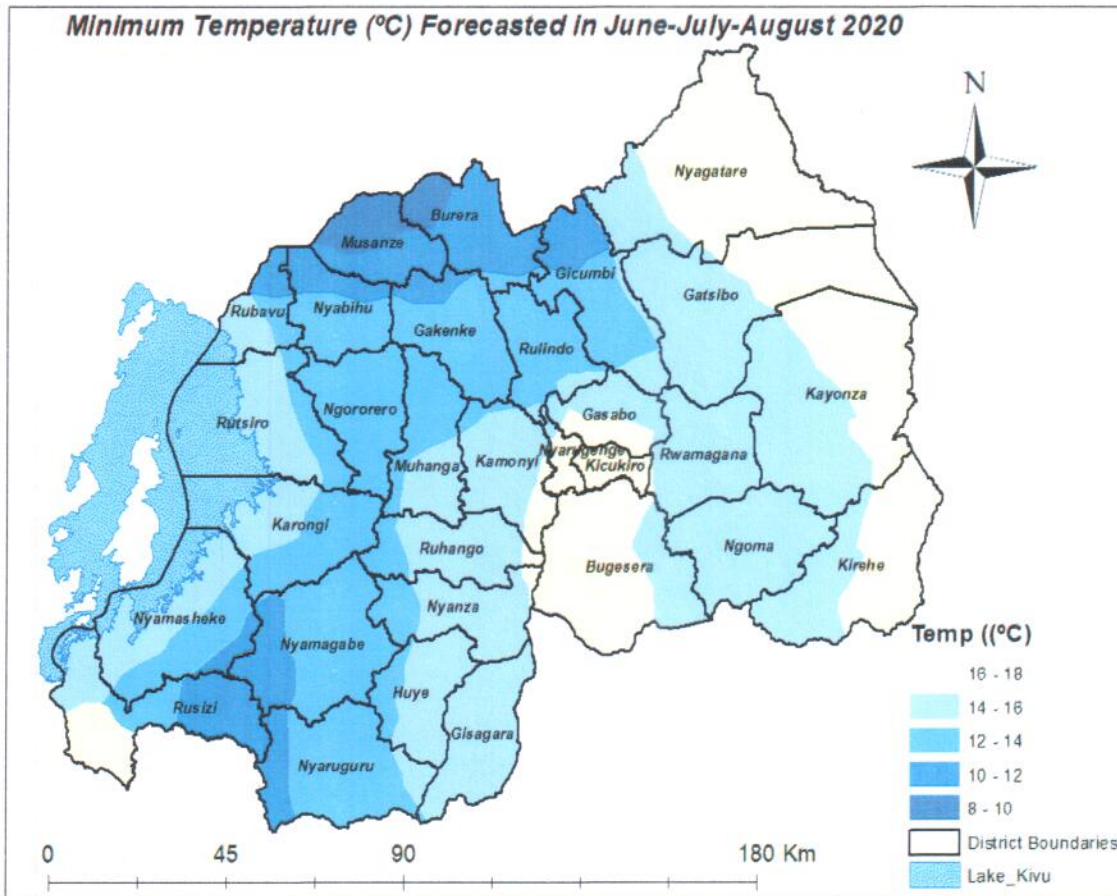 Minimum Temperature (ºC) Forecasted in June-July-August 2020
N
Nyagatare
Burera
Musanze
Gicumbi
Gatsibo
Rubavu
Nyabihu
Gakenke
Rulindo
Kayonza
Ngororero
Gasabo
Rutsiro
Nyarugenge
Rwamagana
Muhanga
Kamonyi
Kicukiro
Karongi
Ruhango
Ngoma
Bugesera
Kirehe
Nyamasheke
Nyanza
Nyamagabe
Huye
Rusizi
Gisagara
Nyaruguru
Temp ((ºC)
16 - 18
14 - 16
12 - 14
10 - 12
8 - 10
District Boundaries
Lake_Kivu
0 45 90 180 Km